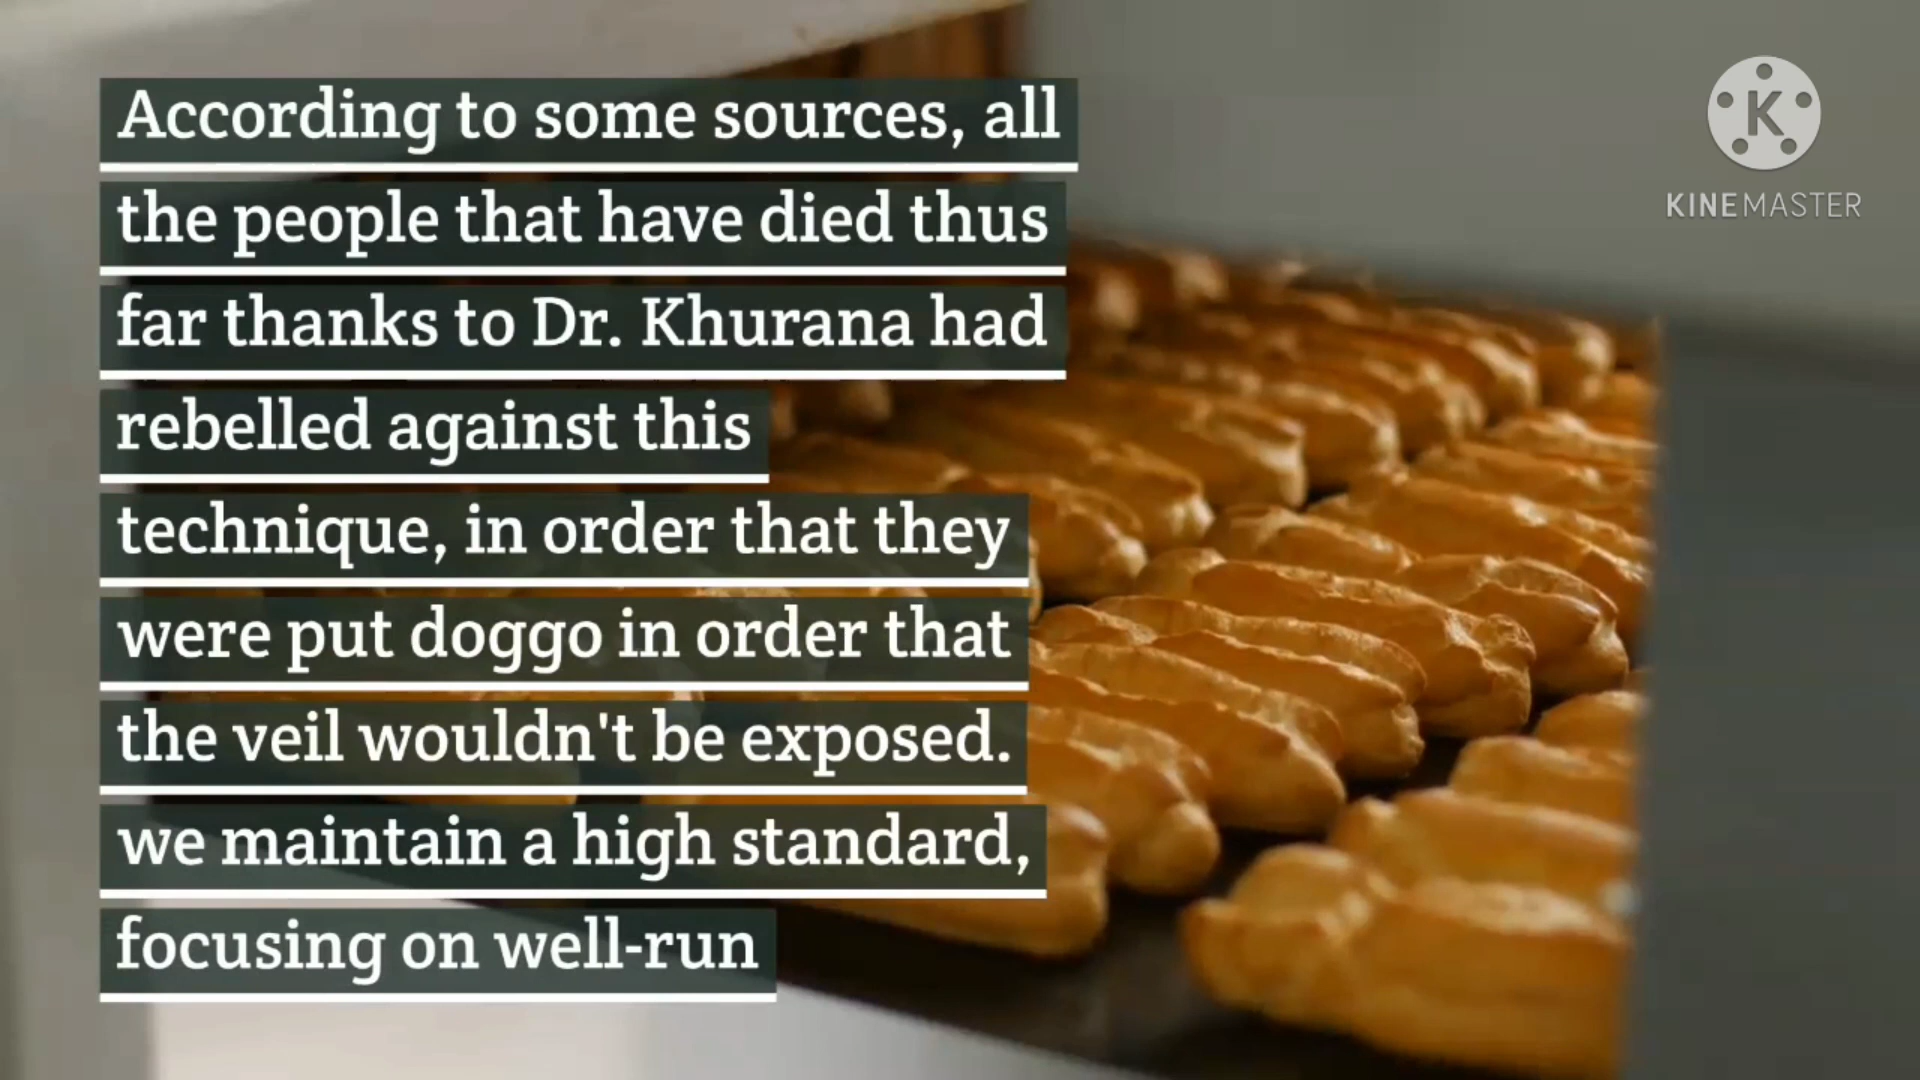 According to some sources, all
the people that have died thus
far thanks to Dr. Khurana had
rebelled against this
technique, in order that they
were put doggo in order that
the veil wouldn't be exposed.
we maintain a high standard,
focusing on well-run
K
KINEMASTER